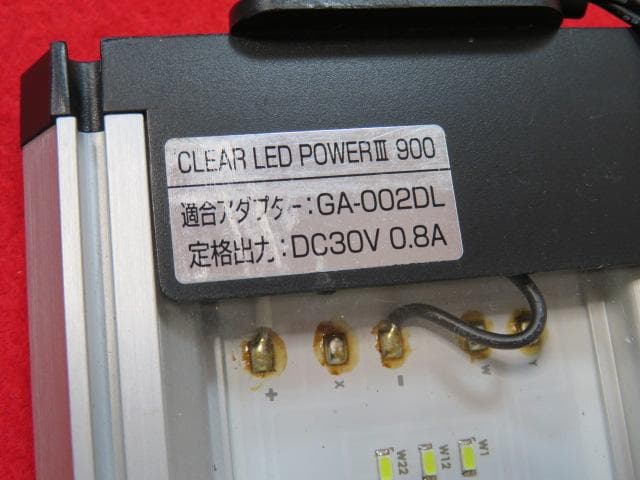 CLEAR LED POWERⅢ 900
適合アダプター:GA-002DL
定格出力:DC30V 0.8A
+ X - W Y
W22 W12 W1